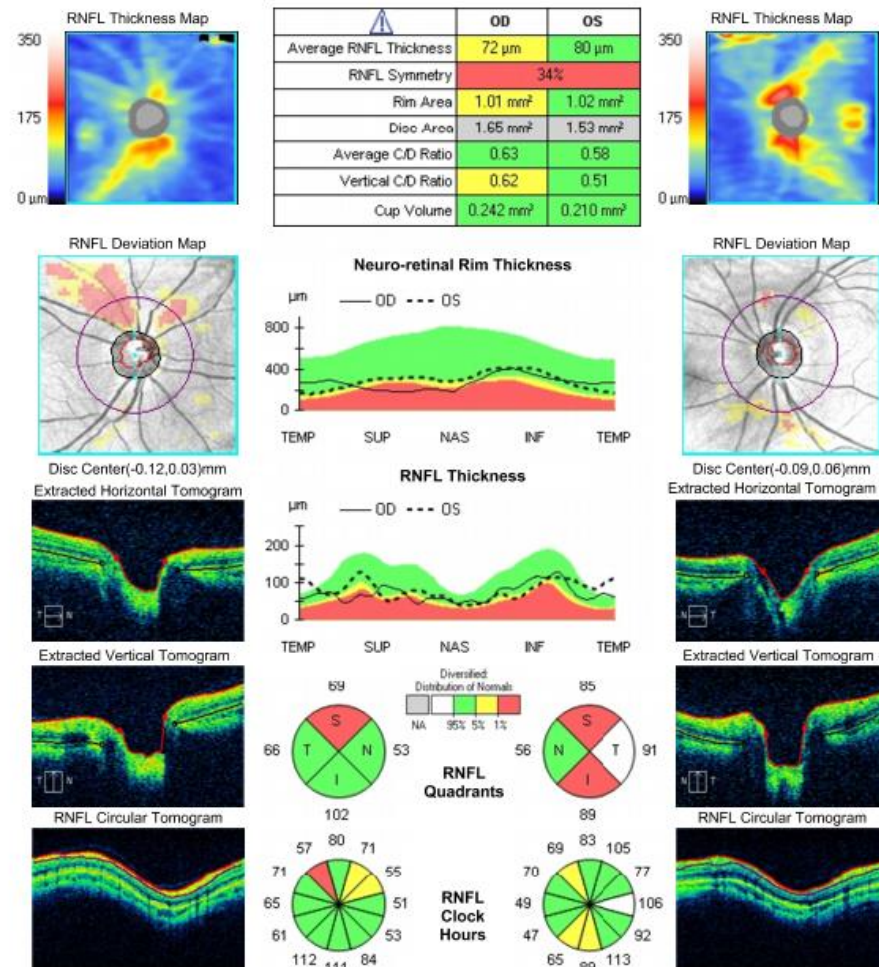 RNFL Thickness Map
350
175
0 µm
OD OS
Average RNFL Thickness 72 µm 80 µm
RNFL Symmetry 34%
Rim Area 1.01 mm² 1.02 mm²
Disc Area 1.65 mm² 1.53 mm²
Average C/D Ratio 0.63 0.58
Vertical C/D Ratio 0.62 0.51
Cup Volume 0.242 mm³ 0.210 mm³
RNFL Thickness Map
350
175
0 µm
RNFL Deviation Map
Disc Center(-0.12,0.03)mm
Neuro-retinal Rim Thickness
µm OD OS
800
400
0
TEMP SUP NAS INF TEMP
RNFL Deviation Map
Disc Center(-0.09,0.06)mm
Extracted Horizontal Tomogram
T N
RNFL Thickness
µm OD OS
200
100
0
TEMP SUP NAS INF TEMP
Extracted Horizontal Tomogram
N T
Extracted Vertical Tomogram
T N
Diversified:
Distribution of Normals
NA 95% 5% 1%
69
S
66 T N 53
I
102
RNFL
Quadrants
85
S
56 N T 91
I
89
Extracted Vertical Tomogram
T N
RNFL Circular Tomogram
57 80 71
71 55
65 51
61 53
112 84
RNFL
Clock
Hours
69 83 105
70 77
49 106
47 92
65 89 113
RNFL Circular Tomogram